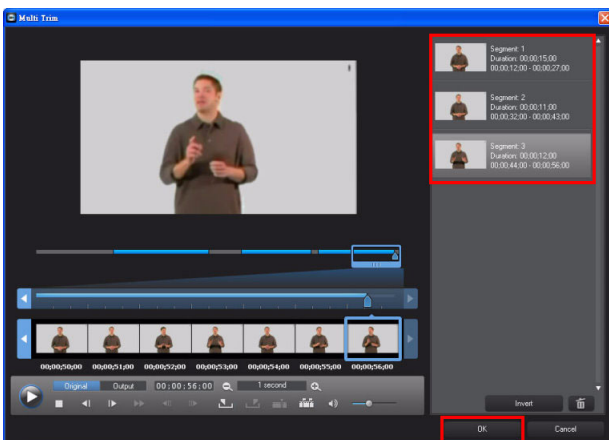 Multi Trim
Segment: 1
Duration: 00;00;15;00
00;00;12;00 - 00;00;27;00
Segment: 2
Duration: 00;00;11;00
00;00;32;00 - 00;00;43;00
Segment: 3
Duration: 00;00;12;00
00;00;44;00 - 00;00;56;00
00;00;50;00 00;00;51;00 00;00;52;00 00;00;53;00 00;00;54;00 00;00;55;00 00;00;56;00
Original Output 00;00;56;00 1 second
Invert
OK Cancel